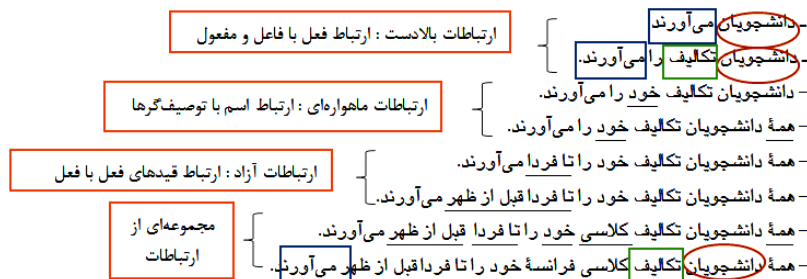 - دانشجویان می‌آورند
- دانشجویان تکالیف را می‌آورند.
ارتباطات بالادست : ارتباط فعل با فاعل و مفعول
- دانشجویان تکالیف خود را می‌آورند.
- همهٔ دانشجویان تکالیف خود را می‌آورند.
ارتباطات ماهواره‌ای : ارتباط اسم با توصیف‌گرها
- همهٔ دانشجویان تکالیف خود را تا فردا می‌آورند.
- همهٔ دانشجویان تکالیف خود را تا فردا قبل از ظهر می‌آورند.
ارتباطات آزاد : ارتباط قیدهای فعل با فعل
- همهٔ دانشجویان تکالیف کلاسی خود را تا فردا قبل از ظهر می‌آورند.
- همهٔ دانشجویان تکالیف کلاسی فرانسهٔ خود را تا فردا قبل از ظهر می‌آورند.
مجموعه‌ای از
ارتباطات